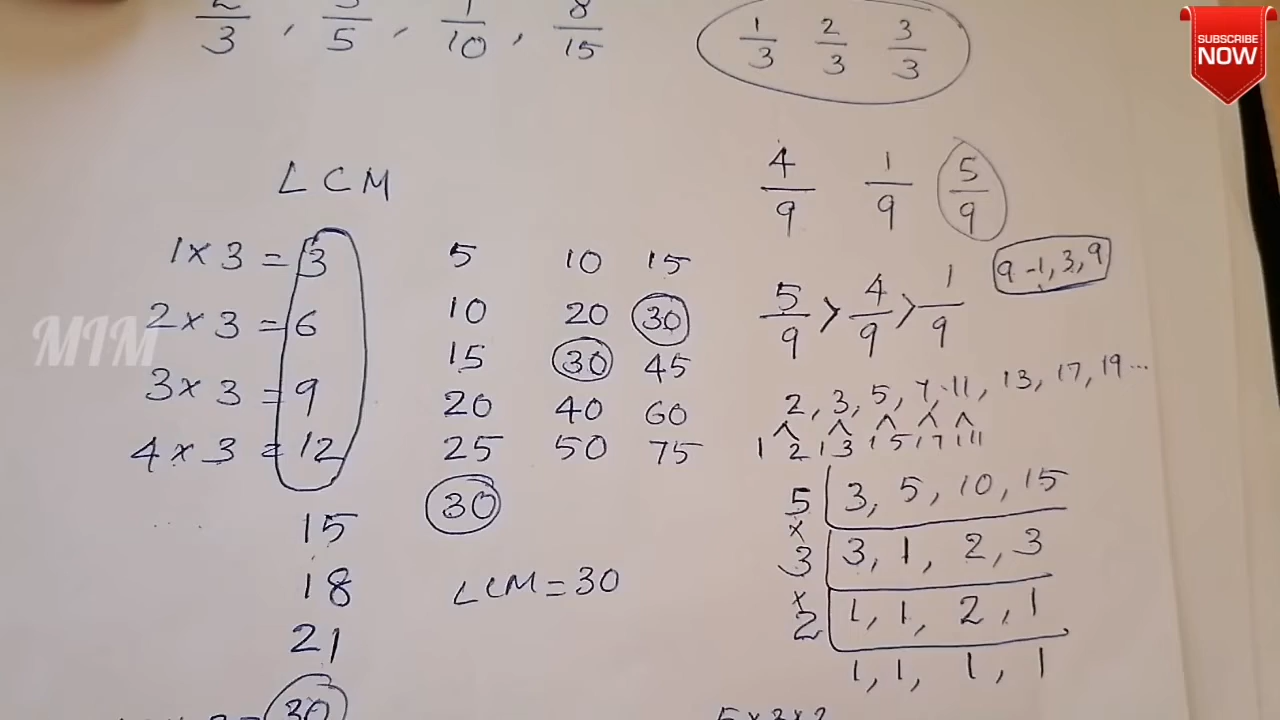 2/3 , 3/5 , 1/10 , 8/15
1/3 2/3 3/3
SUBSCRIBE
NOW
LCM
1 x 3 = 3
2 x 3 = 6
3 x 3 = 9
4 x 3 = 12
15
18
21
30
5 10 15
10 20 30
15 30 45
20 40 60
25 50 75
30
LCM = 30
4/9 1/9 5/9
9 - 1, 3, 9
5/9 > 4/9 > 1/9
2, 3, 5, 7, 11, 13, 17, 19 ...
1 2 1 3 1 5 1 7 1 11
5 | 3, 5, 10, 15
x
3 | 3, 1, 2, 3
x
2 | 1, 1, 2, 1
1, 1, 1, 1
5 x 3 x 2
MIM